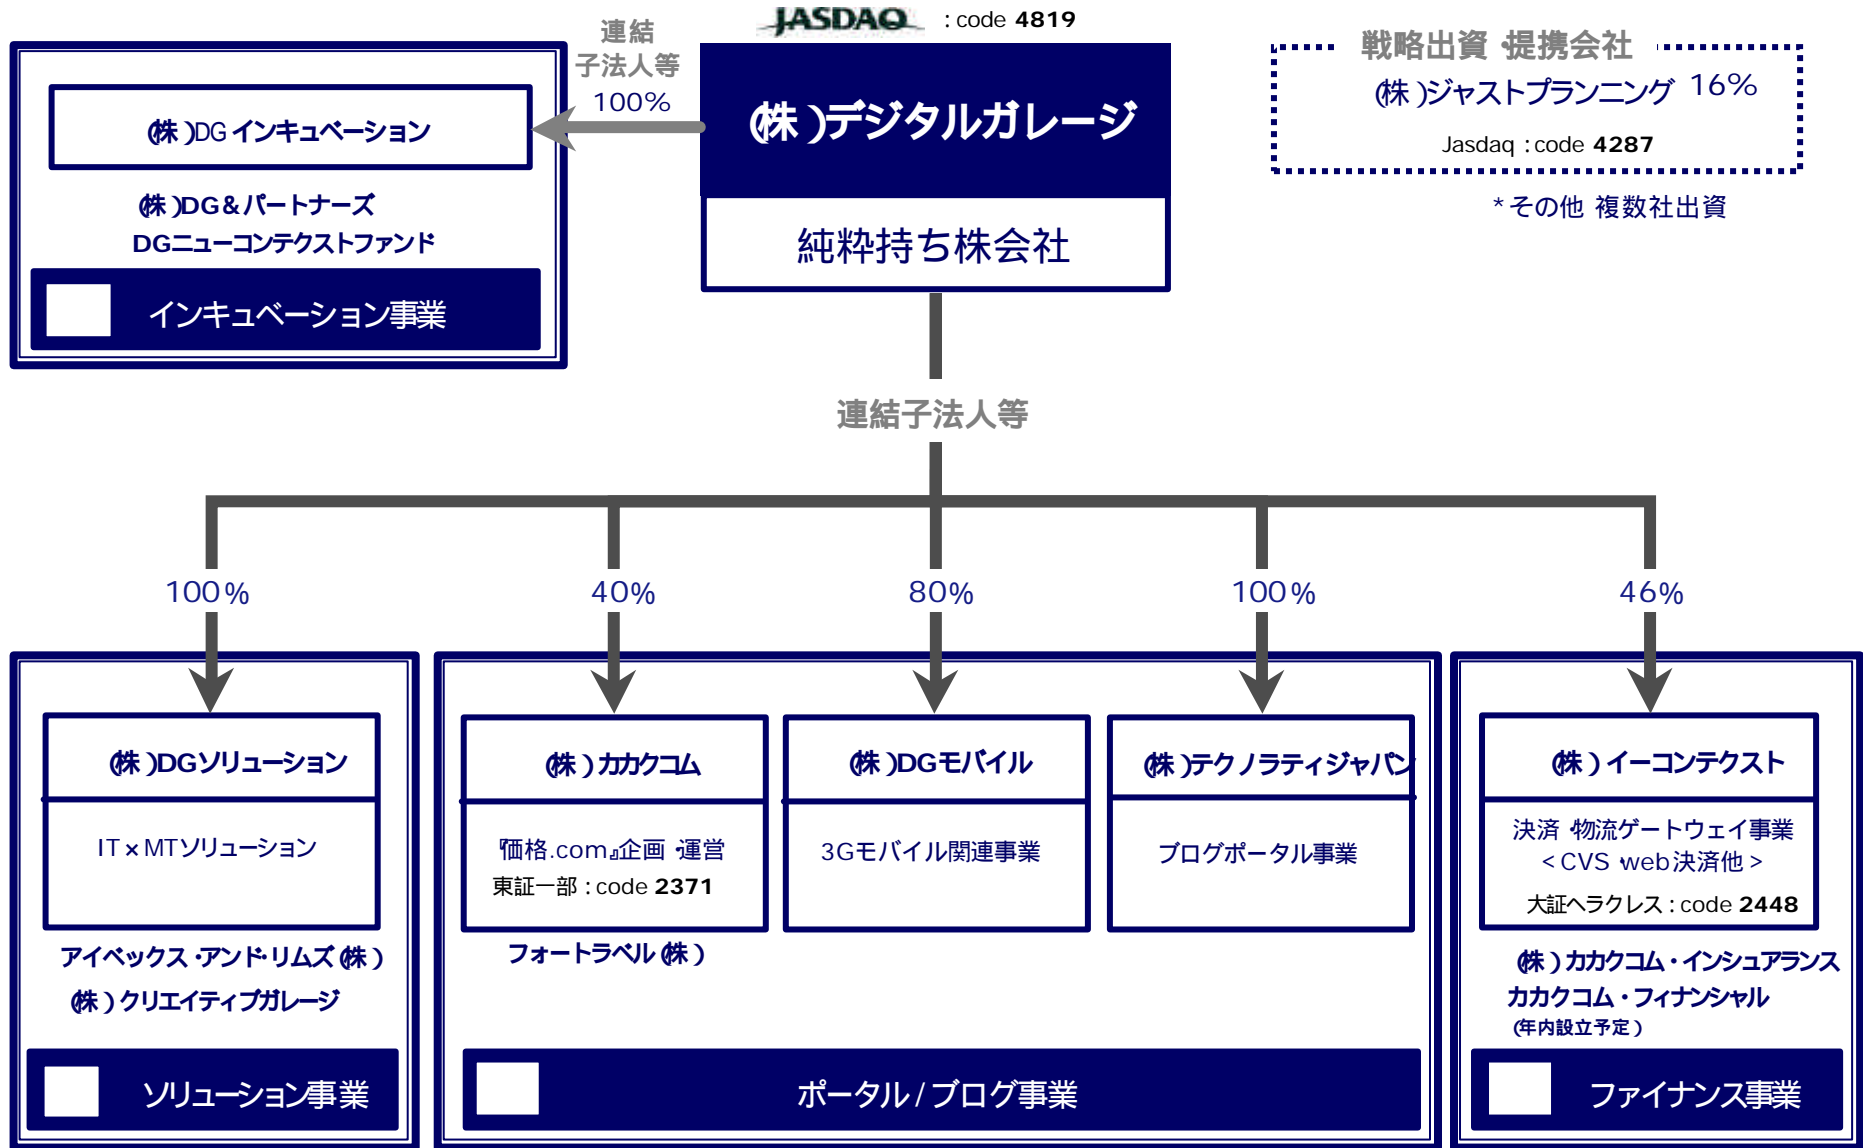 JASDAQ : code 4819
連結
子法人等
100%
(株)DGインキュベーション
(株)DG&パートナーズ
DGニューコンテクストファンド
インキュベーション事業
(株)デジタルガレージ
純粋持ち株会社
戦略出資・提携会社
(株)ジャストプランニング 16%
Jasdaq : code 4287
*その他 複数社出資
連結子法人等
100%
40%
80%
100%
46%
(株)DGソリューション
IT×MTソリューション
アイベックス・アンド・リムズ(株)
(株)クリエイティブガレージ
ソリューション事業
(株)カカクコム
『価格.com』企画・運営
東証一部 : code 2371
フォートラベル(株)
(株)DGモバイル
3Gモバイル関連事業
(株)テクノラティジャパン
ブログポータル事業
ポータル/ブログ事業
(株)イーコンテクスト
決済・物流ゲートウェイ事業
<CVS・web決済他>
大証ヘラクレス : code 2448
(株)カカクコム・インシュアランス
カカクコム・フィナンシャル
(年内設立予定)
ファイナンス事業